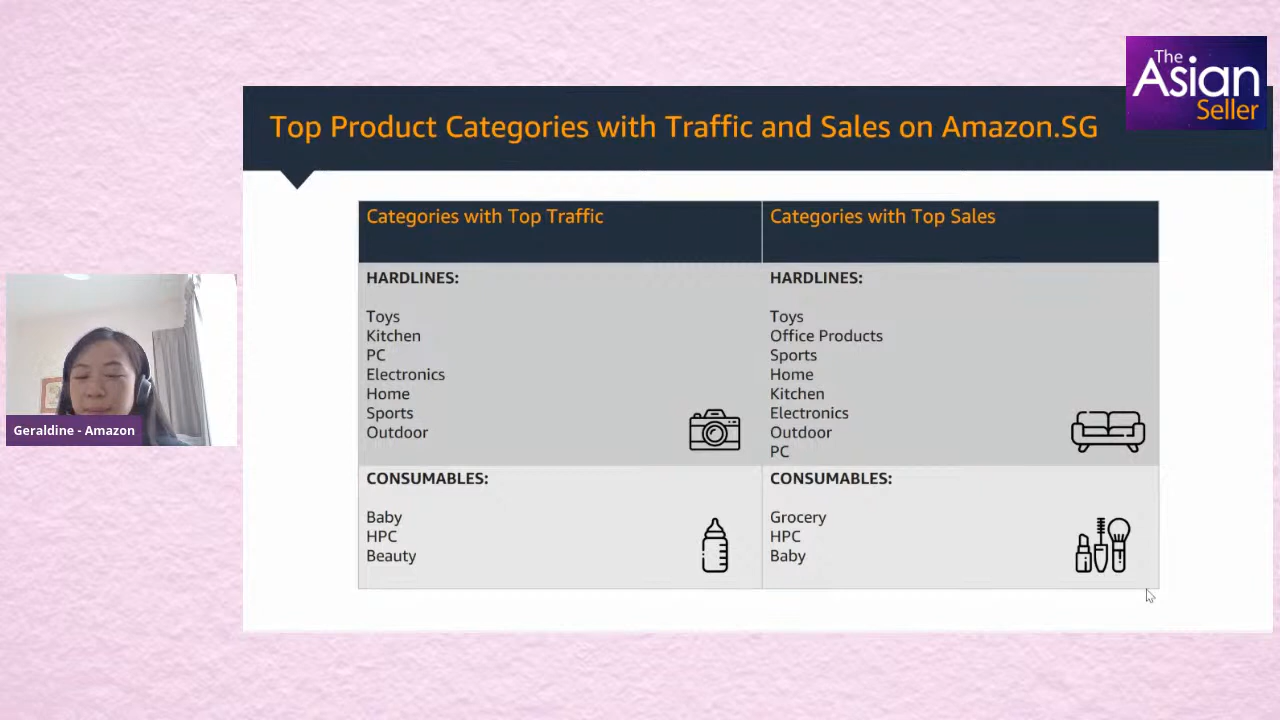 The
Asian
Seller
Top Product Categories with Traffic and Sales on Amazon.SG
Categories with Top Traffic
Categories with Top Sales
HARDLINES:
Toys
Kitchen
PC
Electronics
Home
Sports
Outdoor
HARDLINES:
Toys
Office Products
Sports
Home
Kitchen
Electronics
Outdoor
PC
CONSUMABLES:
Baby
HPC
Beauty
CONSUMABLES:
Grocery
HPC
Baby
Geraldine - Amazon